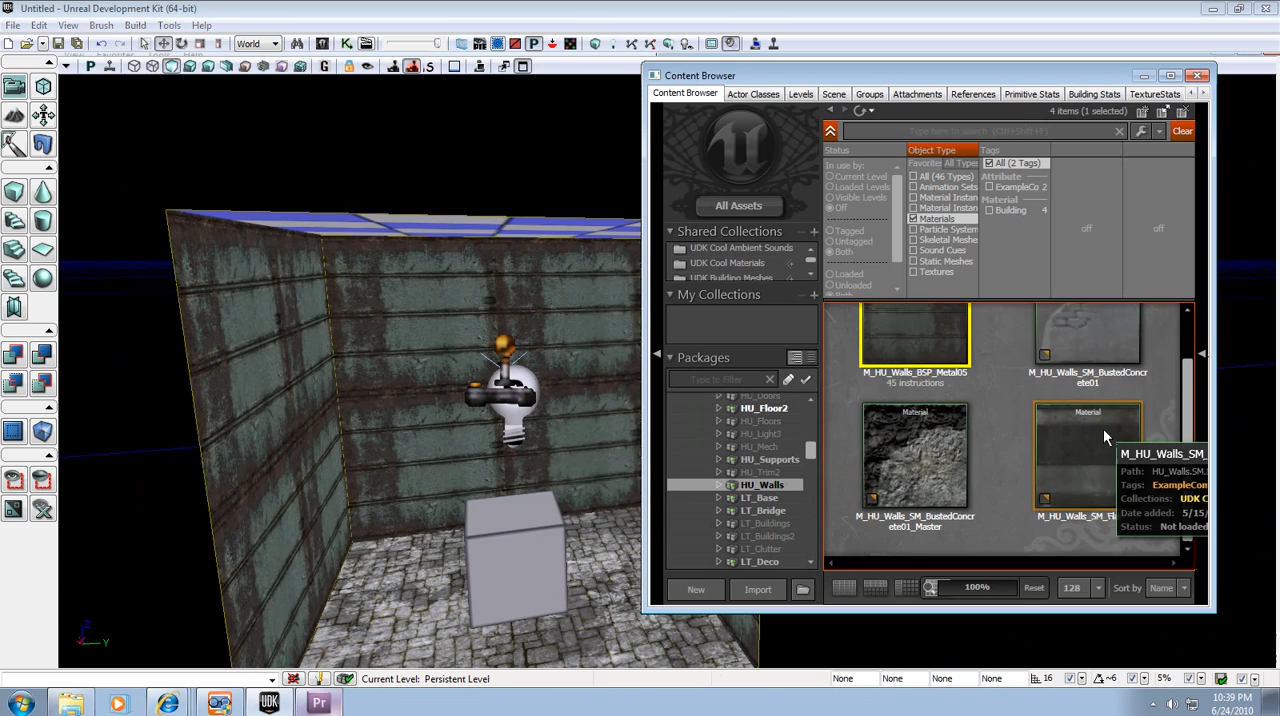 Untitled - Unreal Development Kit (64-bit)
File Edit View Brush Build Tools Help
World
G
S
Content Browser
Content Browser Actor Classes Levels Scene Groups Attachments References Primitive Stats Building Stats TextureStats
4 items (1 selected)
Type here to search (Ctrl+Shift+F)
Clear
Status
Object Type
Tags
In use by:
Current Level
Loaded Levels
Visible Levels
Off
Tagged
Untagged
Both
Loaded
Unloaded
Favorites All Types
All (46 Types)
Animation Sets
Material Instan
Material Instan
Materials
Particle System
Skeletal Meshe
Sound Cues
Static Meshes
Textures
All (2 Tags)
Attribute
ExampleCo 2
Material
Building 4
off
off
All Assets
Shared Collections
UDK Cool Ambient Sounds
UDK Cool Materials
UDK Building Meshes
My Collections
Packages
Type to Filter
HU_Doors
HU_Floor2
HU_Floors
HU_Light3
HU_Mech
HU_Supports
HU_Trim2
HU_Walls
LT_Base
LT_Bridge
LT_Buildings
LT_Buildings2
LT_Clutter
LT_Deco
New Import
M_HU_Walls_BSP_Metal05
45 instructions
M_HU_Walls_SM_BustedConcr
ete01
Material
M_HU_Walls_SM_BustedConcr
ete01_Master
Material
M_HU_Walls_SM_Fla
M_HU_Walls_SM_
Path: HU_Walls.SM.
Tags: ExampleCom
Collections: UDK C
Date added: 5/15/
Status: Not loaded
100% Reset 128 Sort by Name
Z
Y
Current Level: Persistent Level
None None None None 16 ~6 5%
UDK
Pr
10:39 PM
6/24/2010